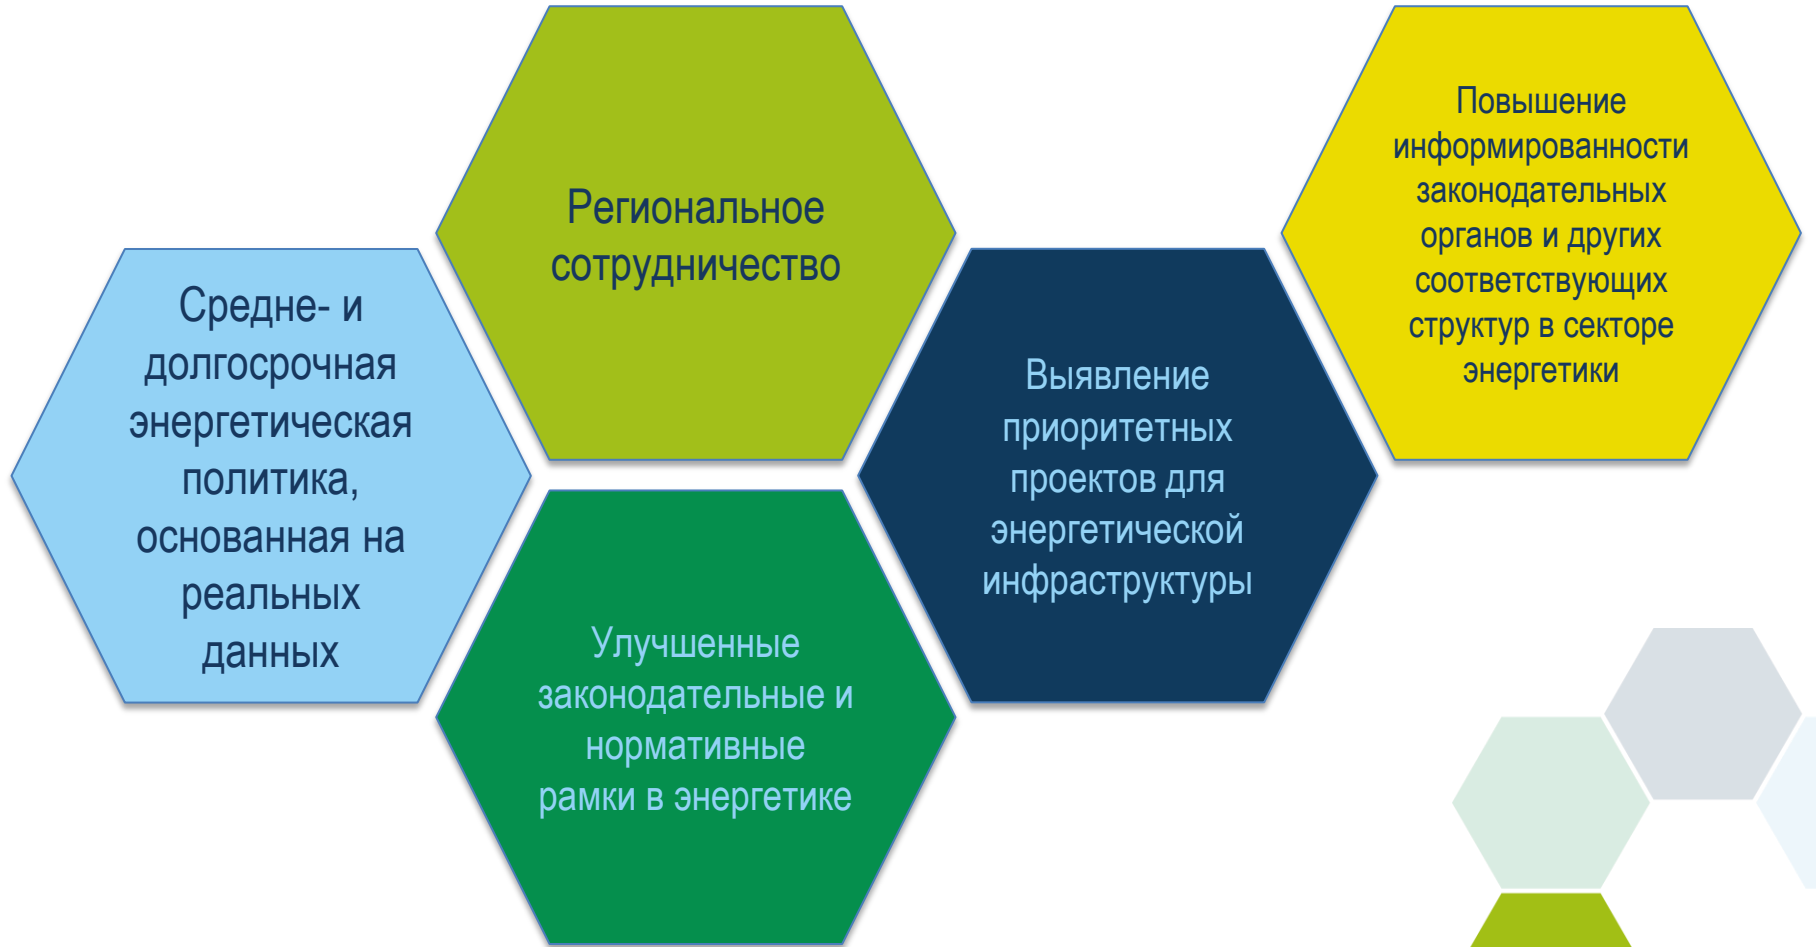 Средне- и
долгосрочная
энергетическая
политика,
основанная на
реальных
данных
Региональное
сотрудничество
Улучшенные
законодательные и
нормативные
рамки в энергетике
Выявление
приоритетных
проектов для
энергетической
инфраструктуры
Повышение
информированности
законодательных
органов и других
соответствующих
структур в секторе
энергетики